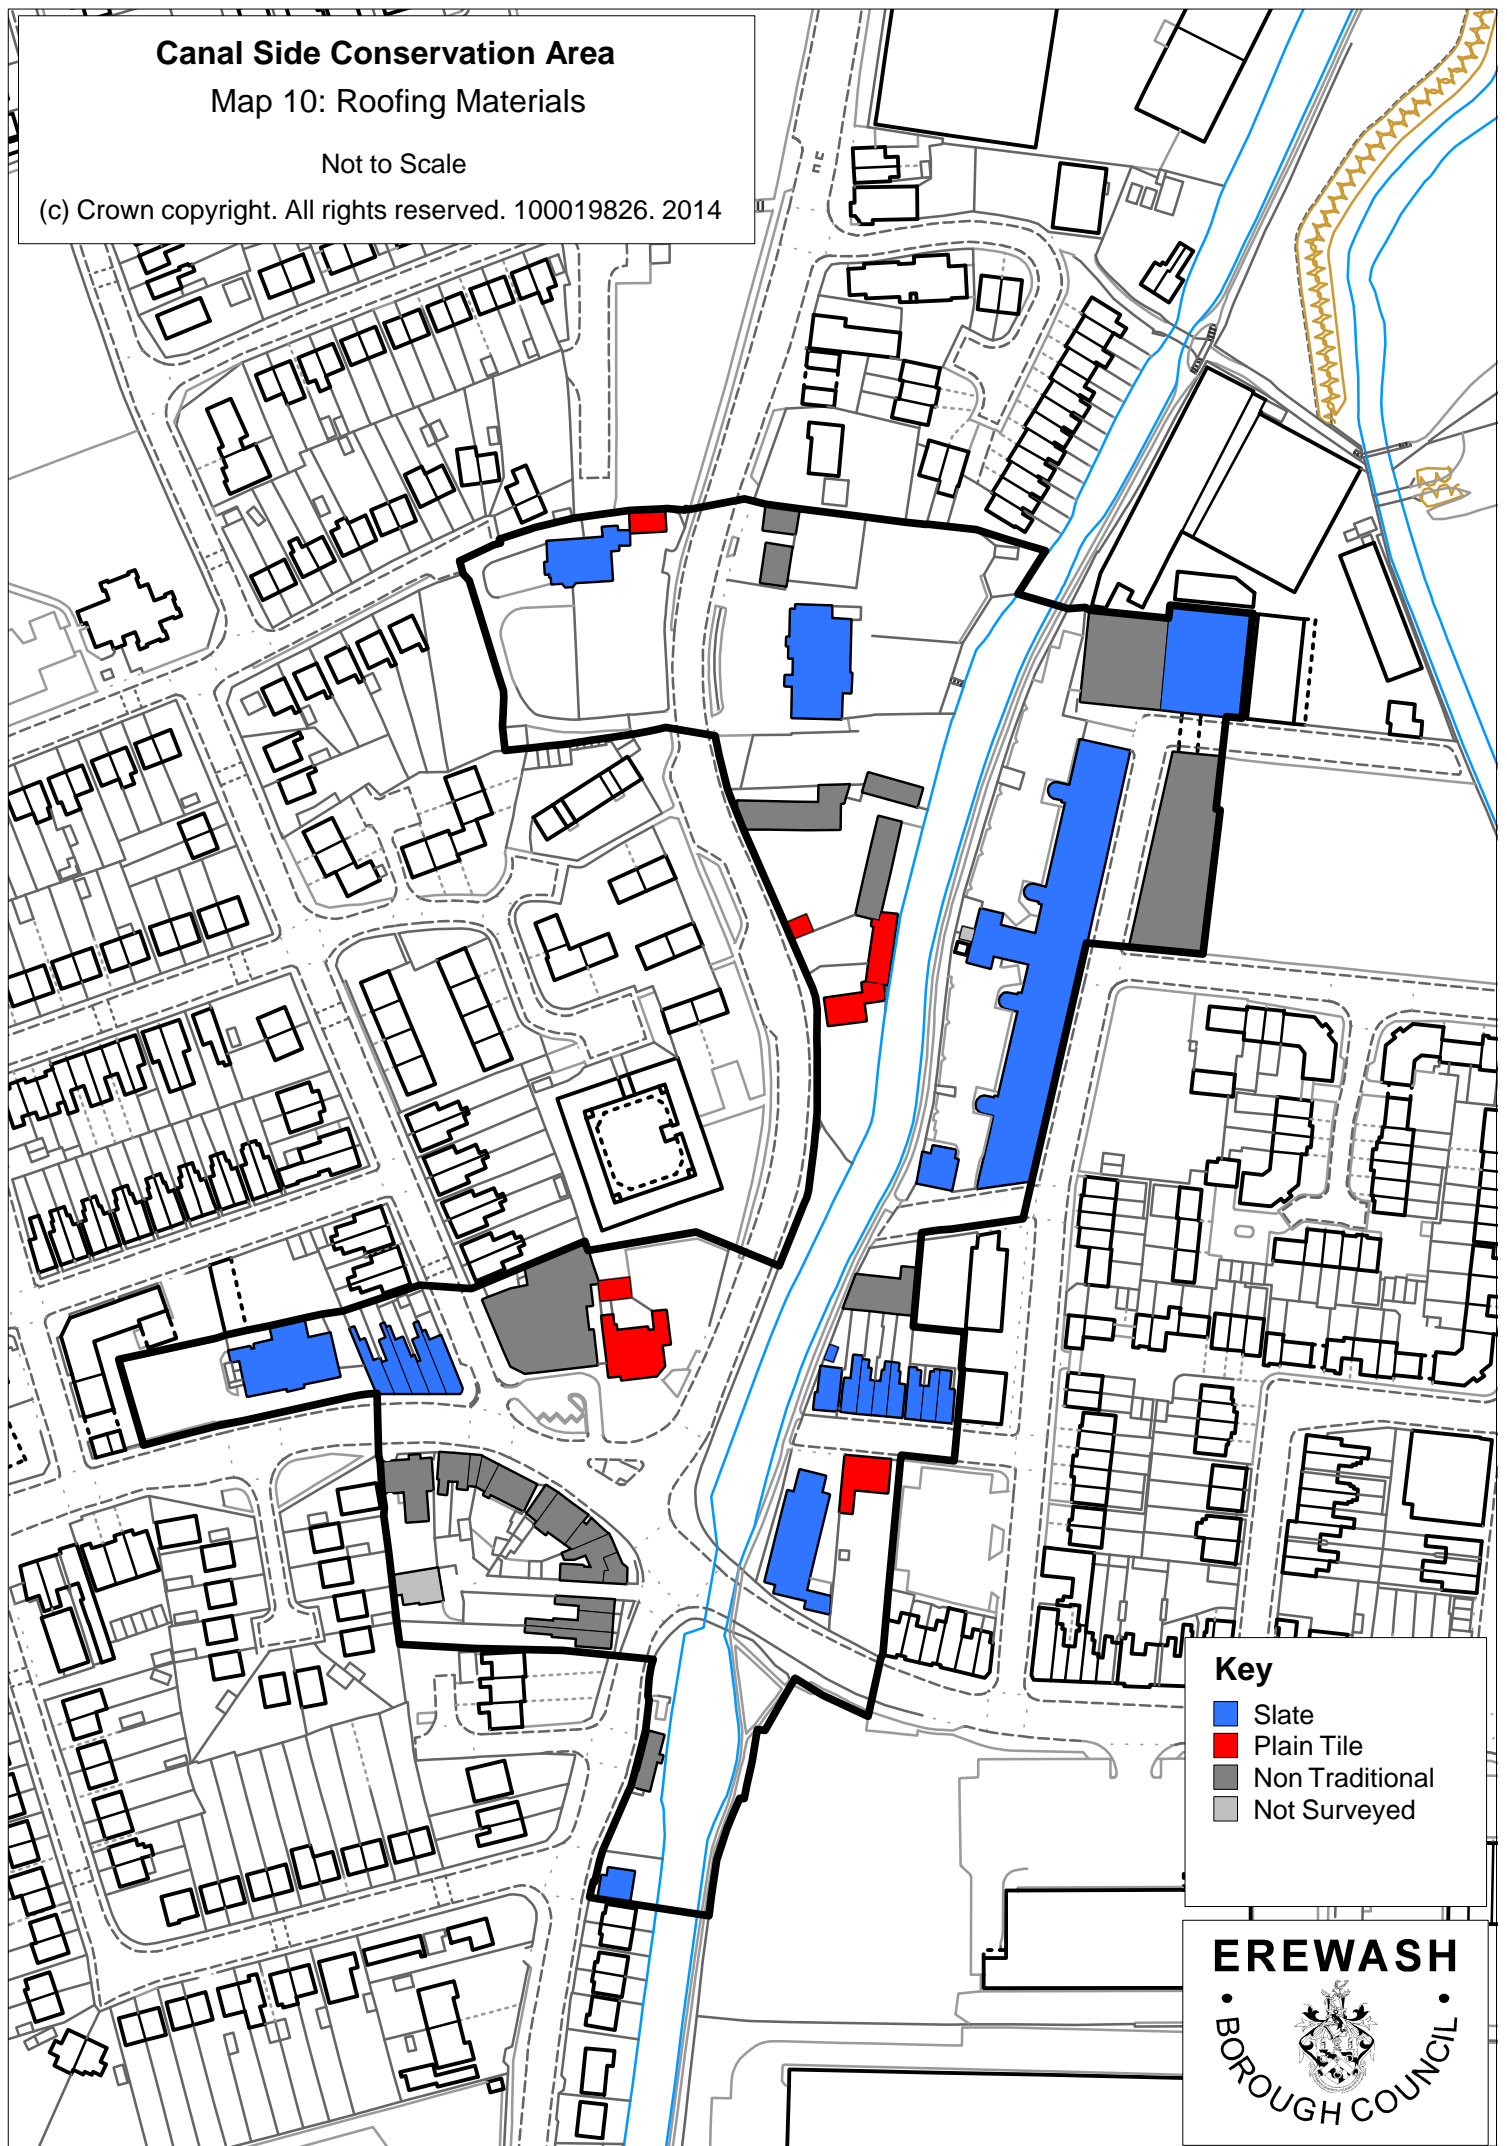 Canal Side Conservation Area
Map 10: Roofing Materials
Not to Scale
(c) Crown copyright. All rights reserved. 100019826. 2014
Key
Slate
Plain Tile
Non Traditional
Not Surveyed
EREWASH
• BOROUGH COUNCIL •